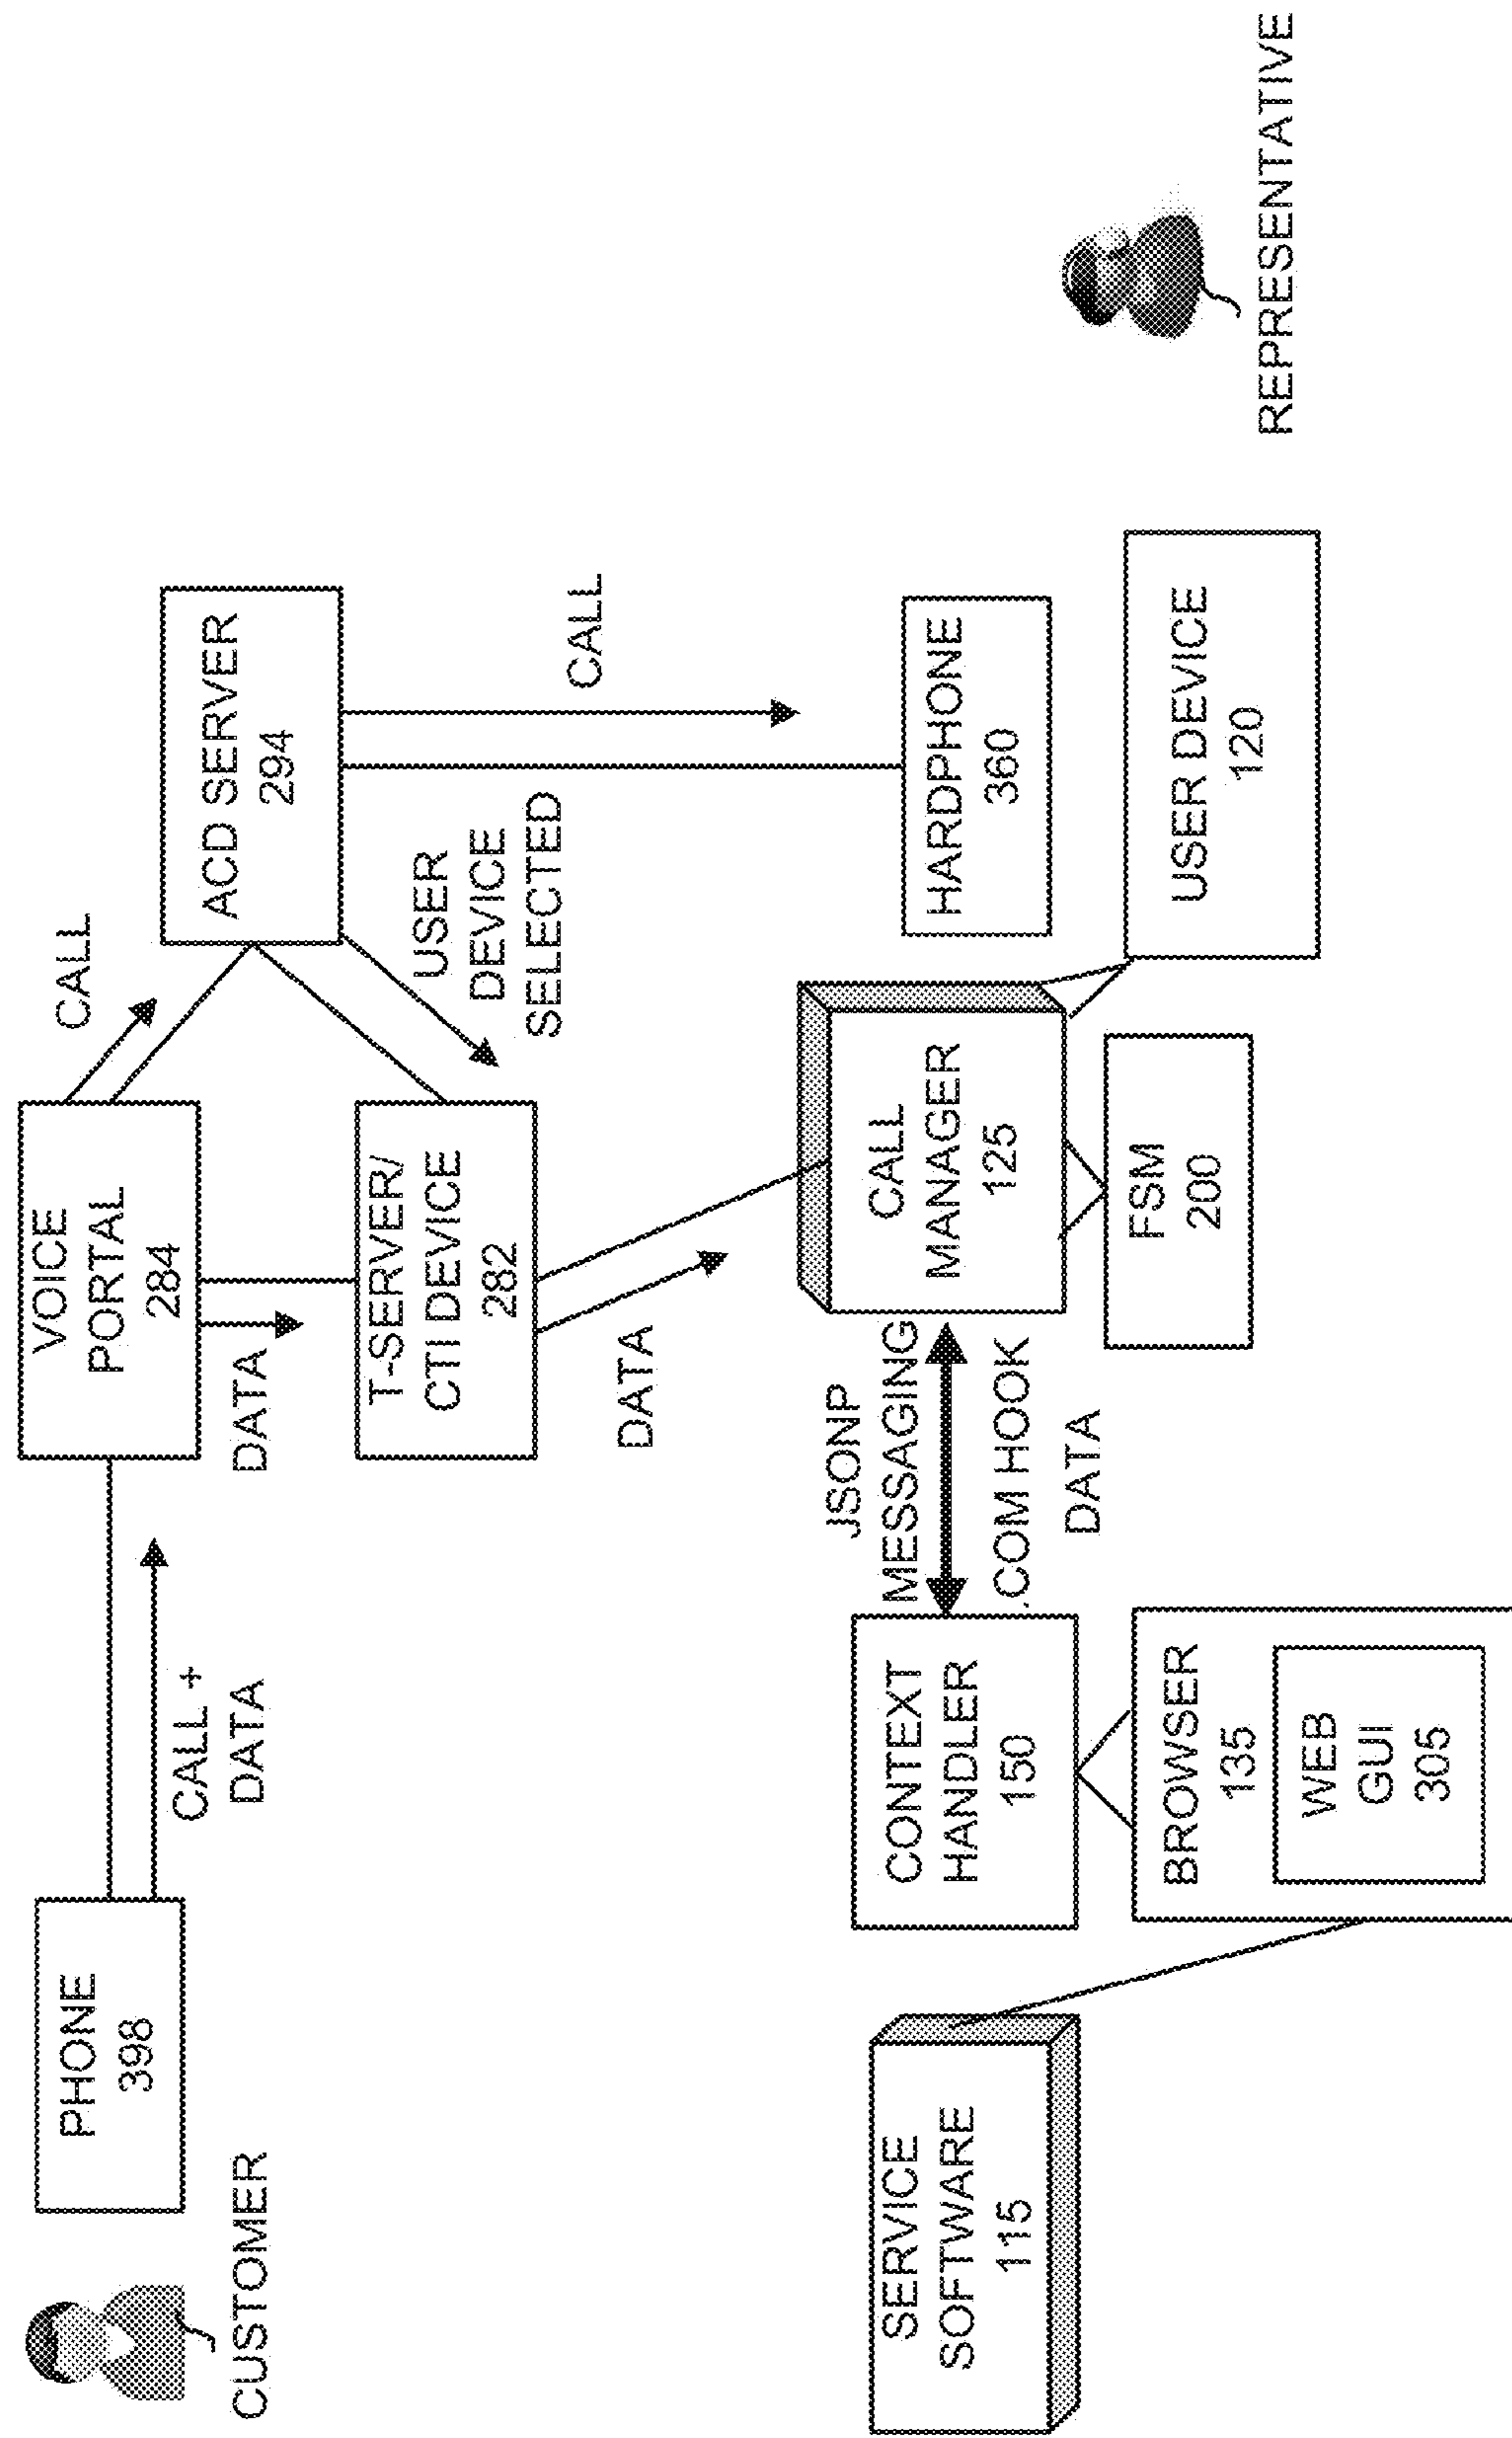 CUSTOMER
PHONE
398
CALL +
DATA
VOICE
PORTAL
284
CALL
DATA
ACD SERVER
294
T-SERVER/
CTI DEVICE
282
USER
DEVICE
SELECTED
CALL
DATA
SERVICE
SOFTWARE
115
CONTEXT
HANDLER
150
JSONP
MESSAGING
.COM HOOK
DATA
CALL
MANAGER
125
HARDPHONE
360
BROWSER
135
WEB
GUI
305
FSM
200
USER DEVICE
120
REPRESENTATIVE